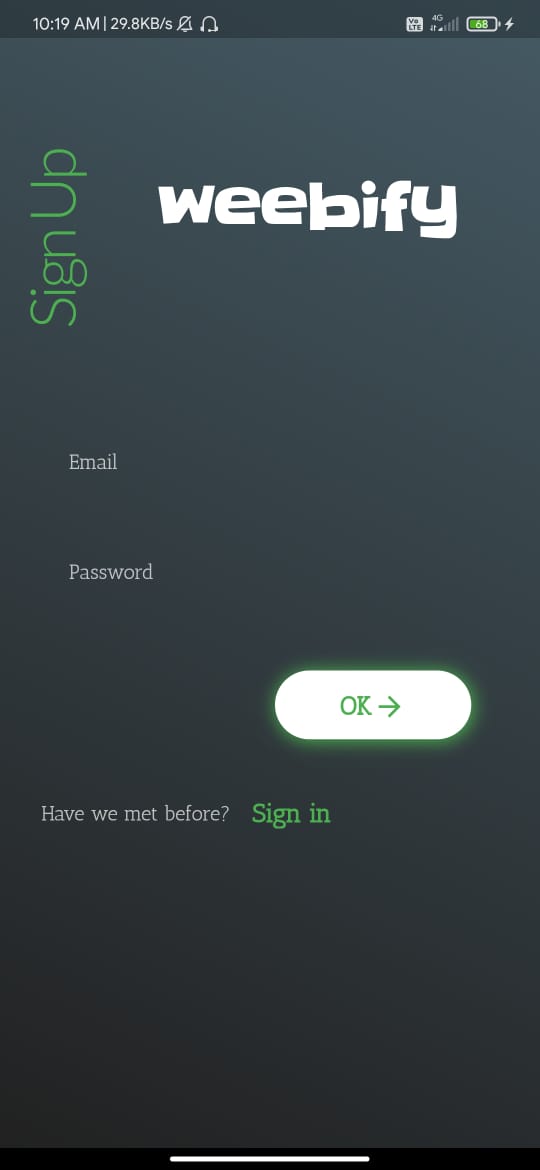 10:19 AM | 29.8KB/s
Vo LTE 4G 68
Sign Up
weebify
Email
Password
OK →
Have we met before? Sign in